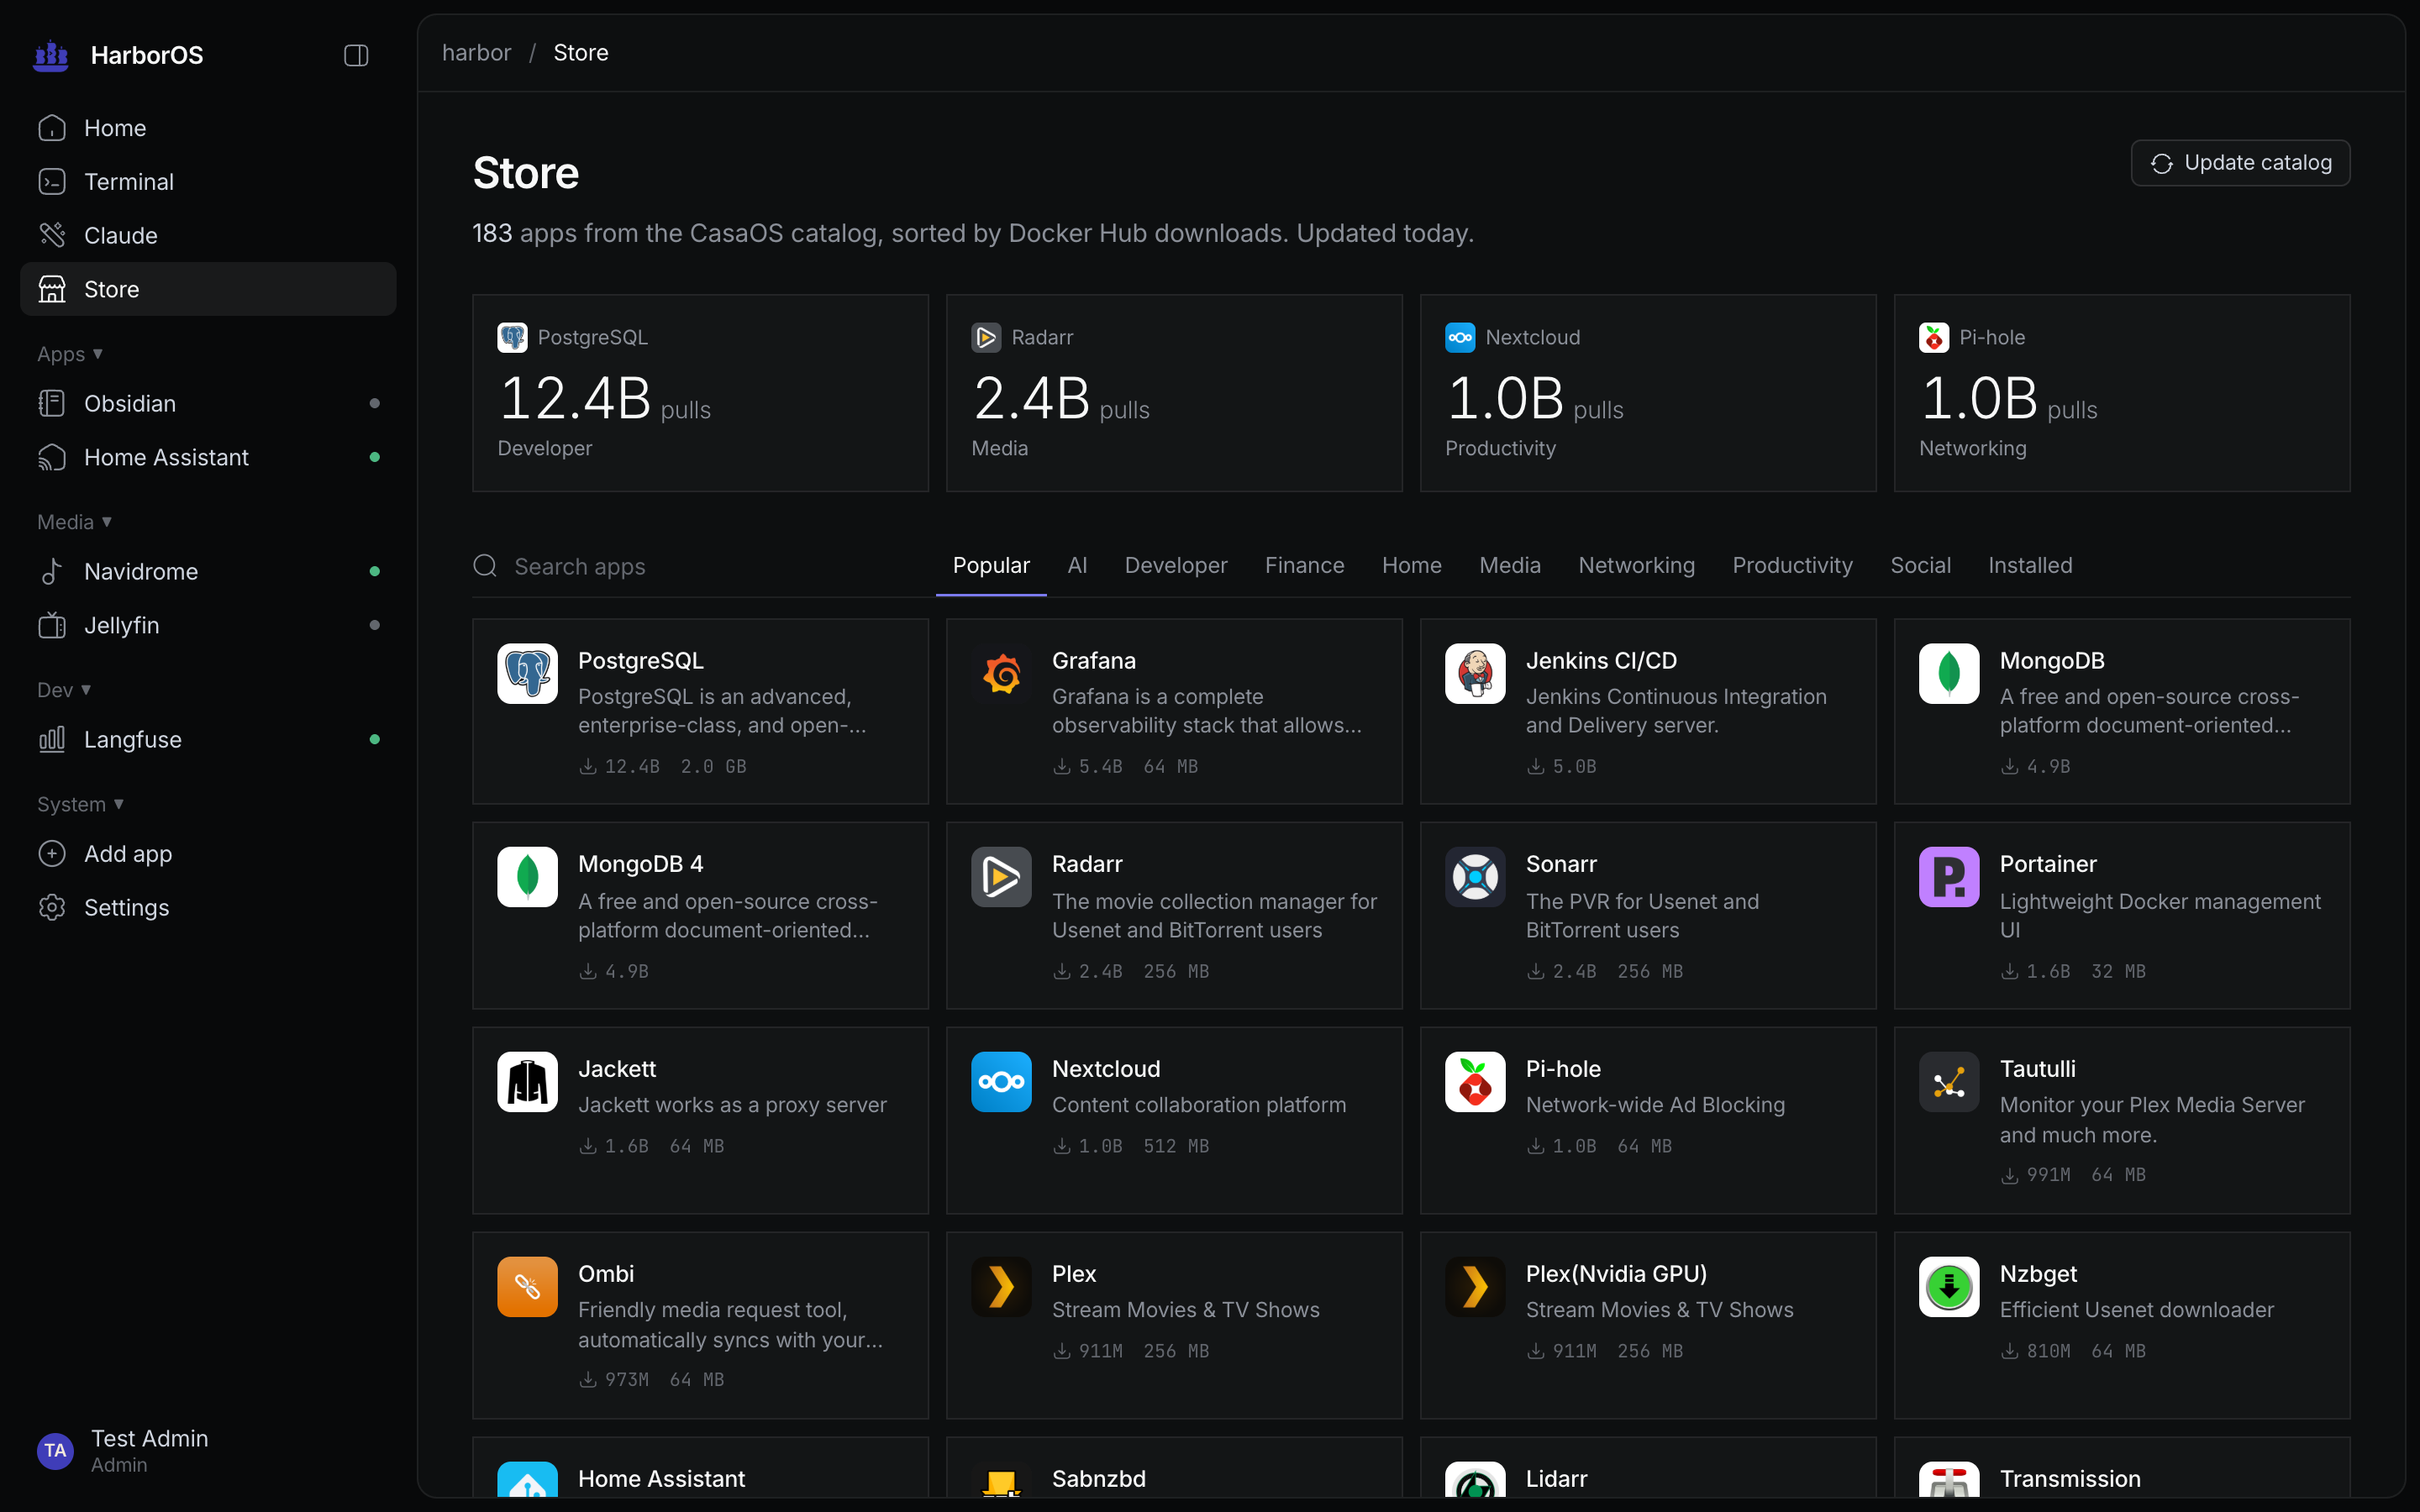 HarborOS
Home
Terminal
Claude
Store
Apps ▾
Obsidian
Home Assistant
Media ▾
Navidrome
Jellyfin
Dev ▾
Langfuse
System ▾
Add app
Settings
TA
Test Admin
Admin
harbor / Store
Store
Update catalog
183 apps from the CasaOS catalog, sorted by Docker Hub downloads. Updated today.
PostgreSQL
12.4B pulls
Developer
Radarr
2.4B pulls
Media
Nextcloud
1.0B pulls
Productivity
Pi-hole
1.0B pulls
Networking
Search apps
Popular AI Developer Finance Home Media Networking Productivity Social Installed
PostgreSQL
PostgreSQL is an advanced,
enterprise-class, and open-...
12.4B 2.0 GB
Grafana
Grafana is a complete
observability stack that allows...
5.4B 64 MB
Jenkins CI/CD
Jenkins Continuous Integration
and Delivery server.
5.0B
MongoDB
A free and open-source cross-
platform document-oriented...
4.9B
MongoDB 4
A free and open-source cross-
platform document-oriented...
4.9B
Radarr
The movie collection manager for
Usenet and BitTorrent users
2.4B 256 MB
Sonarr
The PVR for Usenet and
BitTorrent users
2.4B 256 MB
P.
Portainer
Lightweight Docker management
UI
1.6B 32 MB
Jackett
Jackett works as a proxy server
1.6B 64 MB
Nextcloud
Content collaboration platform
1.0B 512 MB
Pi-hole
Network-wide Ad Blocking
1.0B 64 MB
Tautulli
Monitor your Plex Media Server
and much more.
991M 64 MB
Ombi
Friendly media request tool,
automatically syncs with your...
973M 64 MB
Plex
Stream Movies & TV Shows
911M 256 MB
Plex(Nvidia GPU)
Stream Movies & TV Shows
911M 256 MB
Nzbget
Efficient Usenet downloader
810M 64 MB
Home Assistant
Sabnzbd
Lidarr
Transmission